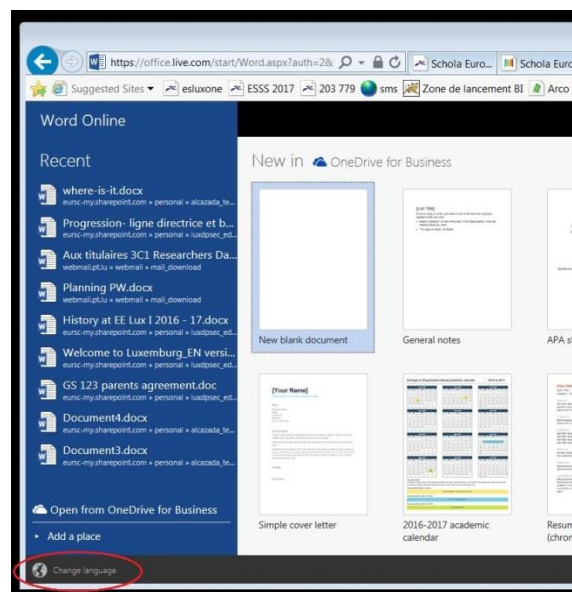 https://office.live.com/start/Word.aspx?auth=2&
Schola Euro...
Schola Euro
Suggested Sites
esluxone
ESSS 2017
203 779
sms
Zone de lancement BI
Arco
Word Online
Recent
New in OneDrive for Business
where-is-it.docx
eursc-my.sharepoint.com » personal » alcazada_te...
Progression- ligne directrice et b...
eursc-my.sharepoint.com » personal » luxdpsec_ed...
Aux titulaires 3C1 Researchers Da...
webmail.pt.lu » webmail » mail_download
Planning PW.docx
webmail.pt.lu » webmail » mail_download
History at EE Lux I 2016 - 17.docx
eursc-my.sharepoint.com » personal » luxdpsec_ed...
Welcome to Luxemburg_EN versi...
eursc-my.sharepoint.com » personal » luxdpsec_ed...
GS 123 parents agreement.doc
eursc-my.sharepoint.com » personal » luxdpsec_ed...
Document4.docx
eursc-my.sharepoint.com » personal » alcazada_te...
Document3.docx
eursc-my.sharepoint.com » personal » alcazada_te...
Open from OneDrive for Business
Add a place
Change language
New blank document
[List Title]
General notes
APA st
[Your Name]
Simple cover letter
2016-2017
2016-2017 academic
calendar
Resum
(chron